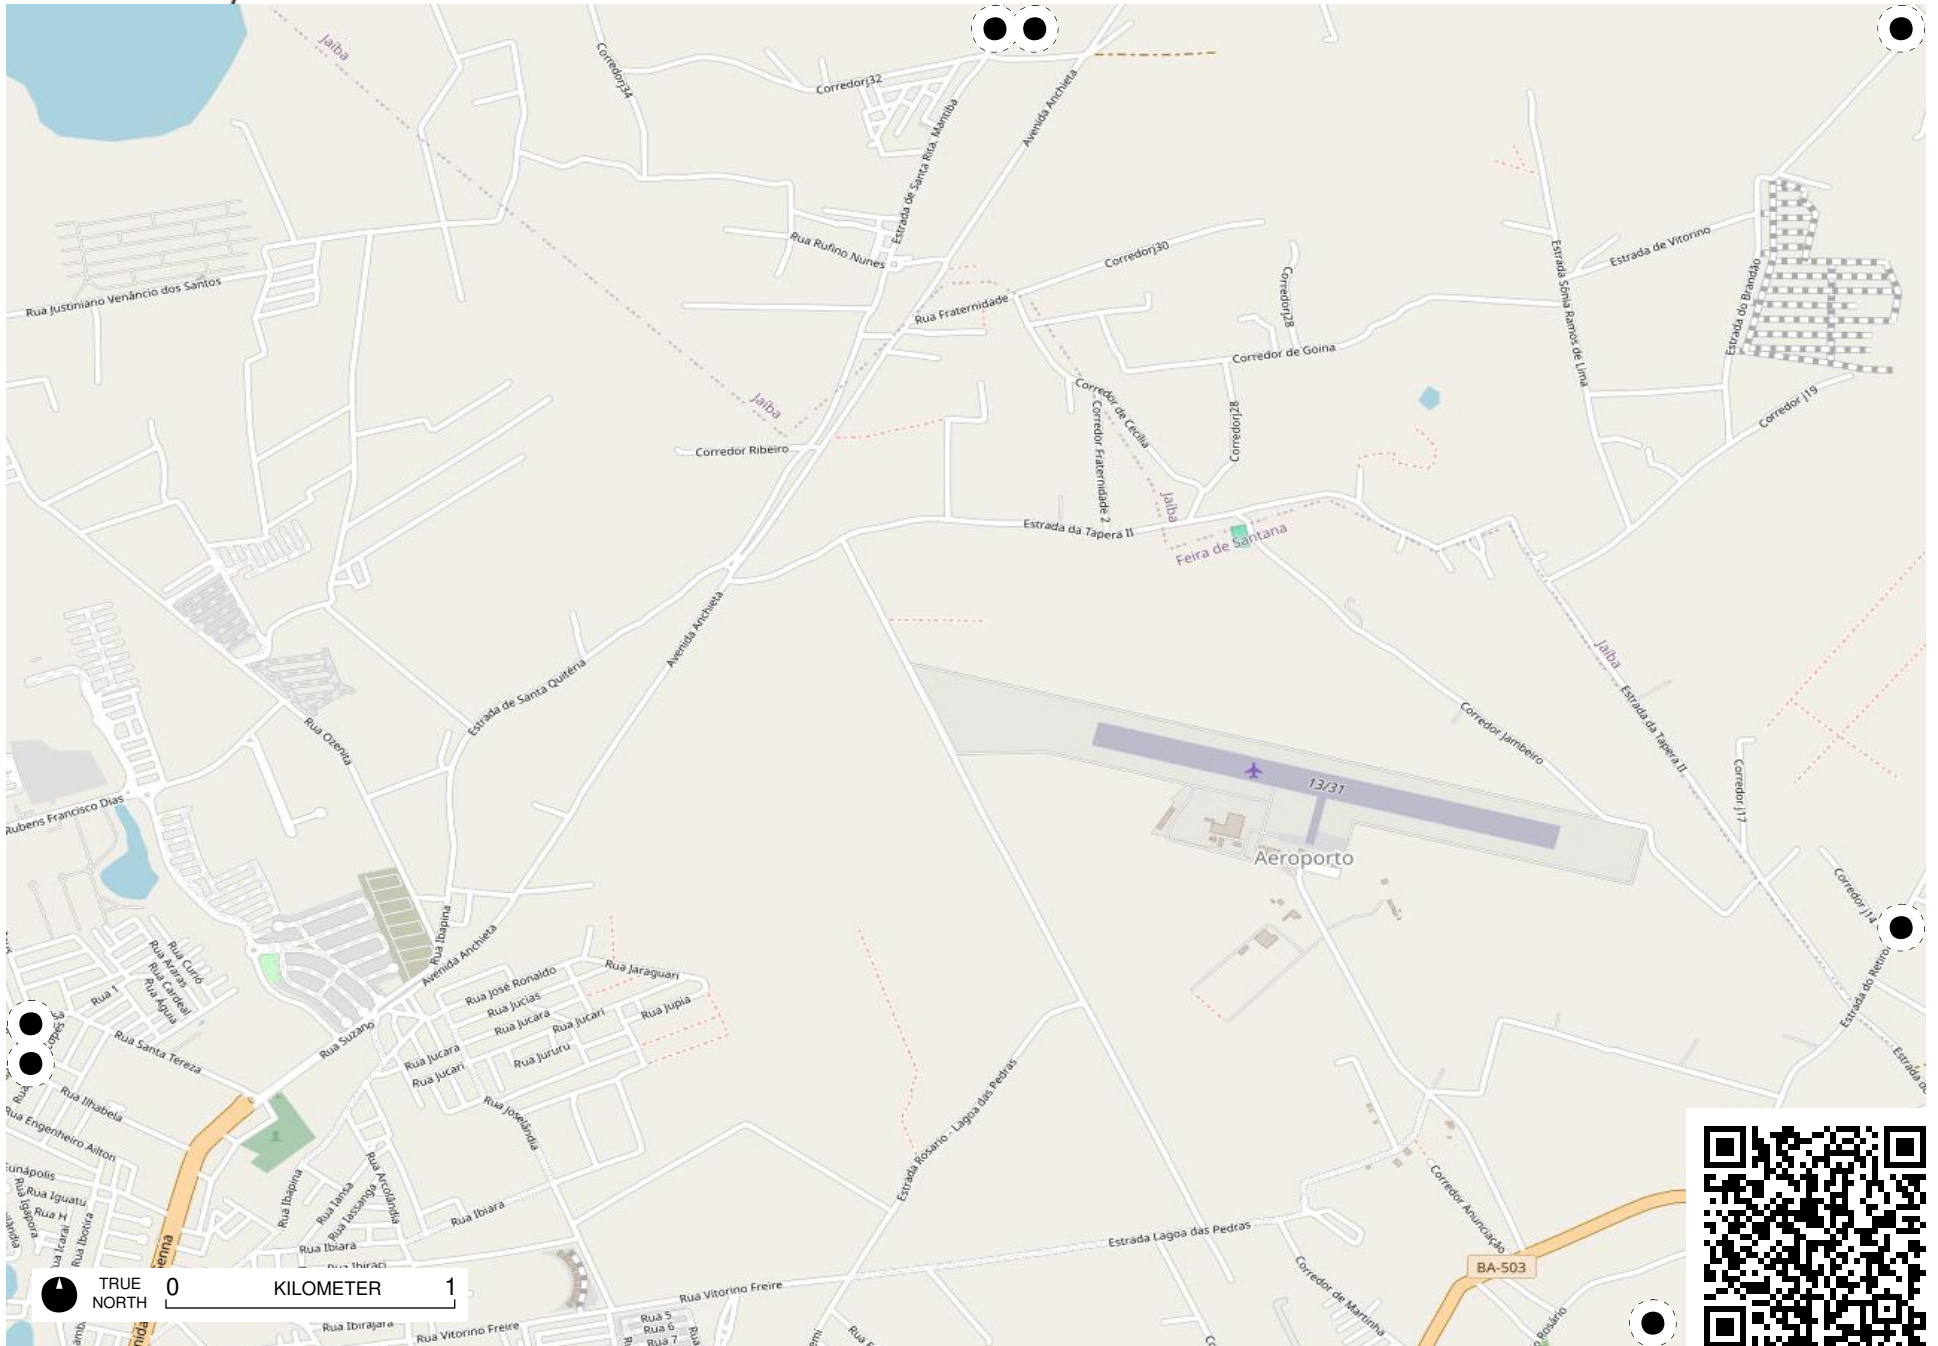 Jaíba
Corredorj34
Corredorj32
Estrada de Santa Rita, Mantiba
Avenida Anchieta
Rua Rufino Nunes
Corredorj30
Corredorj28
Rua Fraternidade
Corredor de Goina
Estrada Sônia Ramos de Lima
Estrada de Vitorino
Estrada do Brandão
Corredor j19
Rua Justiniano Venâncio dos Santos
Jaíba
Corredor Ribeiro
Corredor de Cecília
Corredor Fraternidade 2
Corredorj28
Jaíba
Estrada da Tapera II
Feira de Santana
Avenida Anchieta
Estrada de Santa Quitéria
Rua Ozenita
Jaíba
Estrada da Tapera II
Corredor Jambeiro
Corredor j17
13/31
Aeroporto
Rubens Francisco Dias
Corredor j14
Estrada do Retiro
Rua Ibapina
Avenida Anchieta
Rua Curió
Rua Araras
Rua Cardeal
Rua Águia
Rua 1
Rua Santa Tereza
Rua Suzano
Rua José Ronaldo
Rua Jaraguari
Rua Jucias
Rua Jucara
Rua Jucari
Rua Jupia
Rua Jururu
Rua Jucara
Rua Jucari
Rua Joselândia
Rua Ilhabela
Rua Engenheiro Ailton
Rua Iguatu
Rua H
Rua Igapora
Rua Icaraí
Rua Ibotira
Rua Ibapina
Rua Iansa
Rua Iassanga
Rua Arcolândia
Rua Ibiara
Rua Ibiara
Rua Ibiraci
Rua Ibirajara
Rua Vitorino Freire
Rua Vitorino Freire
Rua 5
Rua 6
Rua 7
Estrada Rosario - Lagoa das Pedras
Estrada Lagoa das Pedras
Corredor Anunciação
Corredor de Martinha
BA-503
TRUE NORTH
0 KILOMETER 1